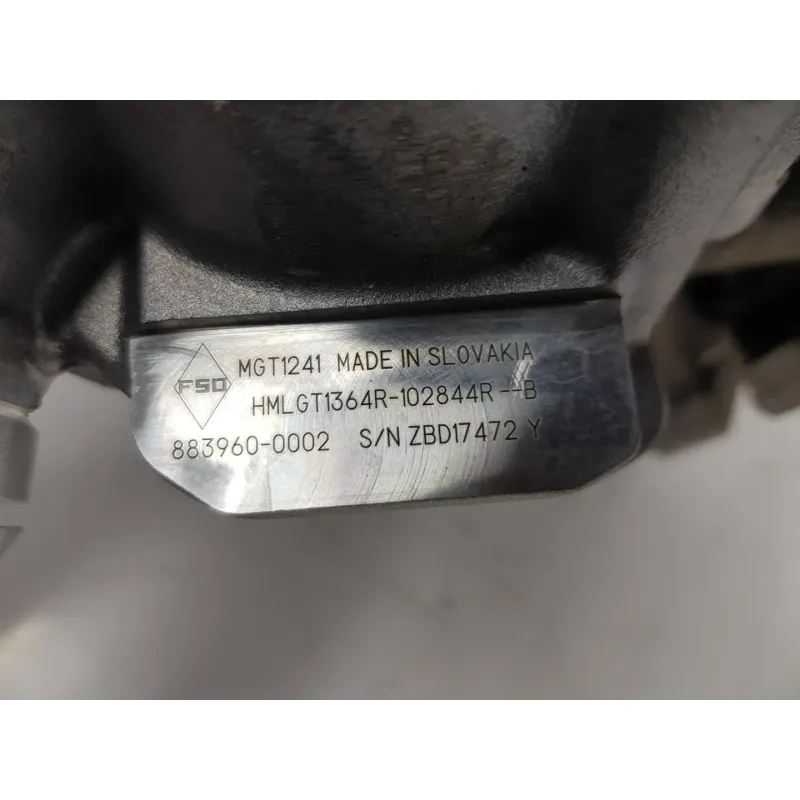 FSO MGT1241 MADE IN SLOVAKIA
HMLGT1364R-102844R--B
883960-0002 S/N ZBD17472 Y